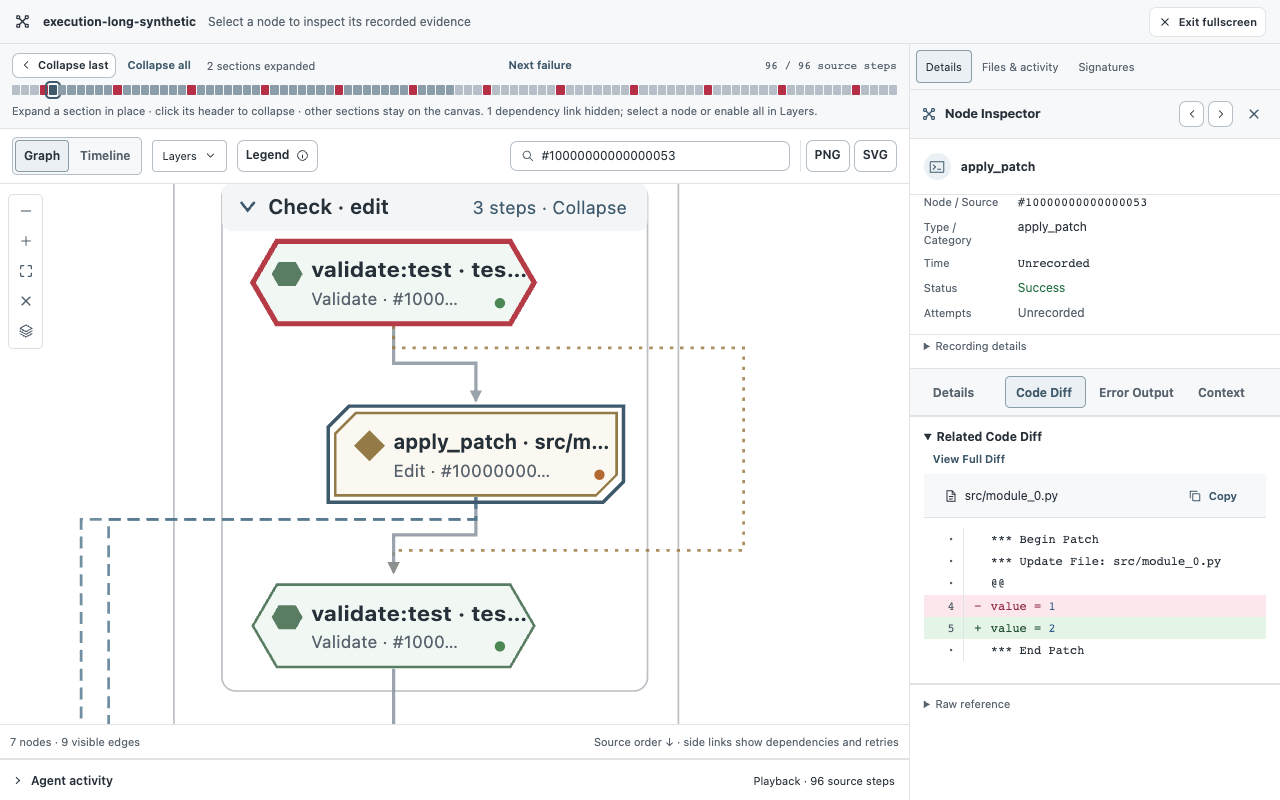 execution-long-synthetic Select a node to inspect its recorded evidence Exit fullscreen
Collapse last Collapse all 2 sections expanded Next failure 96 / 96 source steps
Expand a section in place · click its header to collapse · other sections stay on the canvas. 1 dependency link hidden; select a node or enable all in Layers.
Graph Timeline Layers Legend #10000000000000053 PNG SVG
Check · edit 3 steps · Collapse
validate:test · tes...
Validate · #1000...
apply_patch · src/m...
Edit · #10000000...
validate:test · tes...
Validate · #1000...
7 nodes · 9 visible edges Source order ↓ · side links show dependencies and retries
Agent activity Playback · 96 source steps
Details Files & activity Signatures
Node Inspector
apply_patch
Node / Source #10000000000000053
Type / Category apply_patch
Time Unrecorded
Status Success
Attempts Unrecorded
Recording details
Details Code Diff Error Output Context
Related Code Diff
View Full Diff
src/module_0.py Copy
· *** Begin Patch
· *** Update File: src/module_0.py
· @@
4 - value = 1
5 + value = 2
· *** End Patch
Raw reference